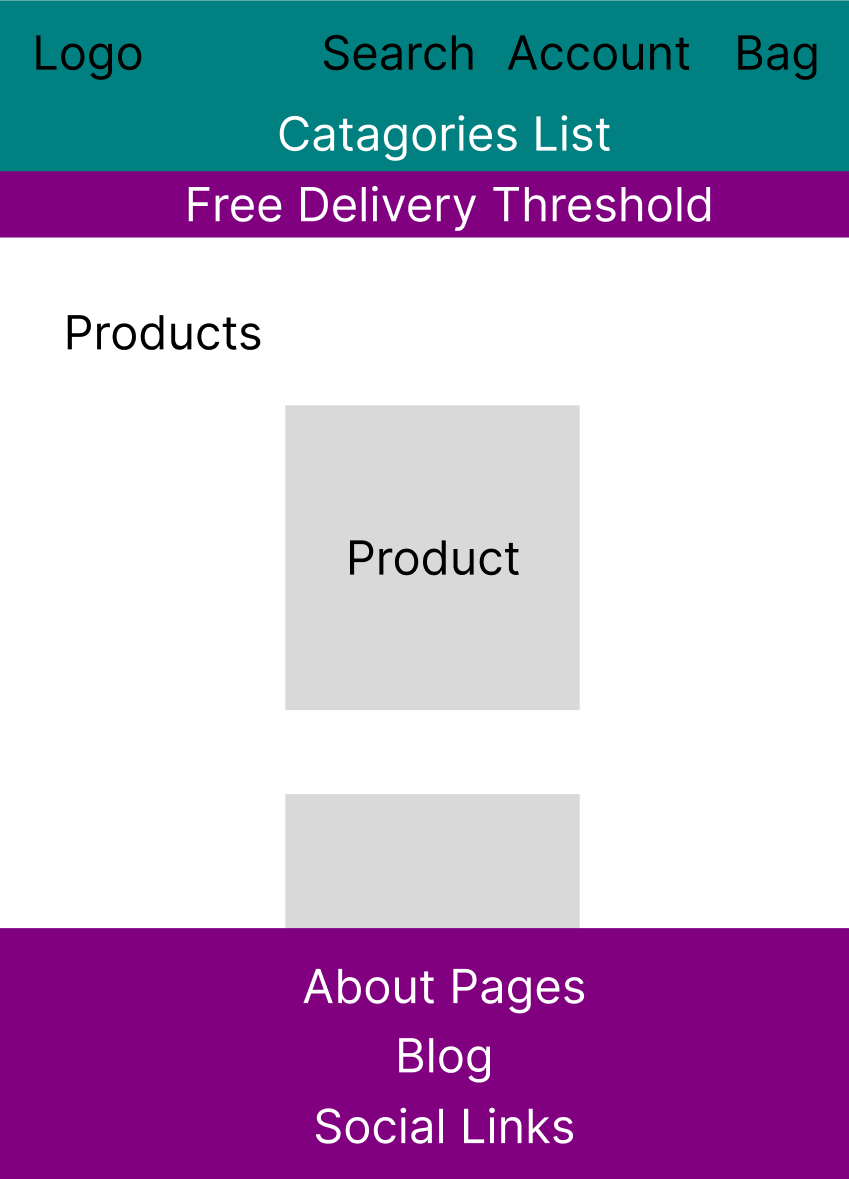 Logo Search Account Bag
Catagories List
Free Delivery Threshold
Products
Product
About Pages
Blog
Social Links